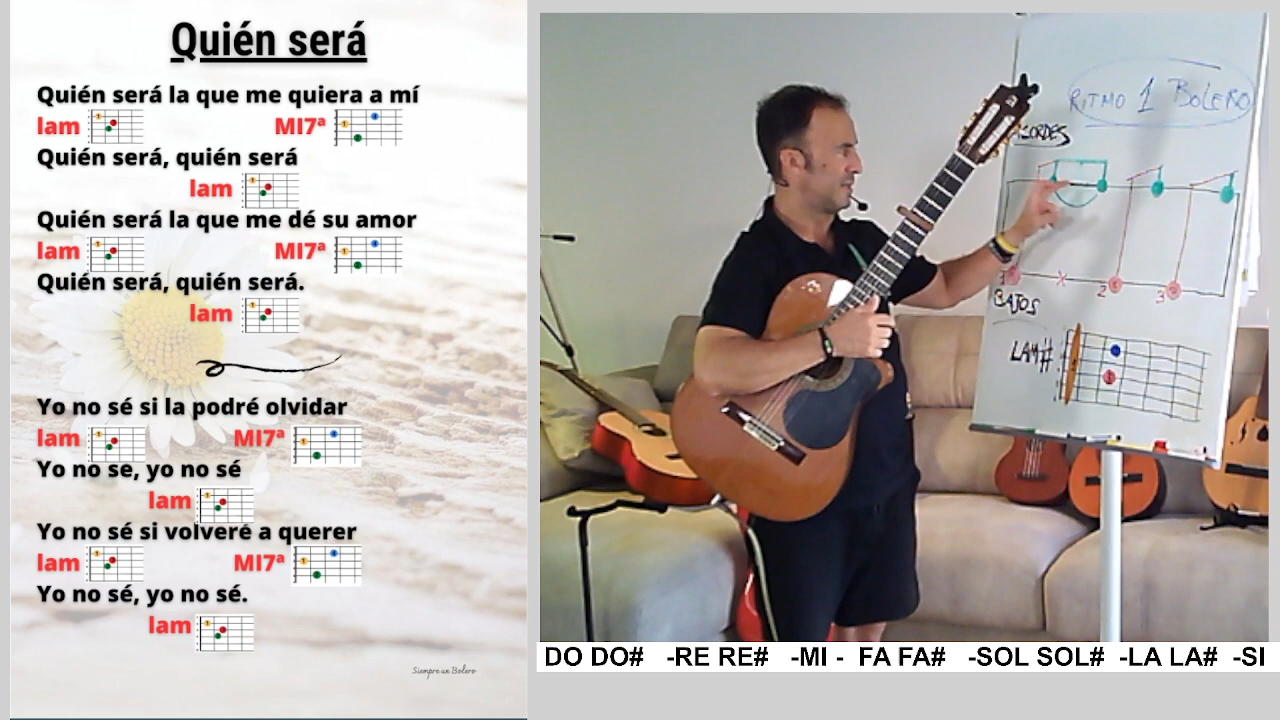 Quién será
Quién será la que me quiera a mí
lam MI7ª
Quién será, quién será
lam
Quién será la que me dé su amor
lam MI7ª
Quién será, quién será.
lam
Yo no sé si la podré olvidar
lam MI7ª
Yo no se, yo no sé
lam
Yo no sé si volveré a querer
lam MI7ª
Yo no sé, yo no sé.
lam
Siempre un Bolero
RITMO 1 BOLERO
2 3
BAJOS
LAM#
DO DO# -RE RE# -MI - FA FA# -SOL SOL# -LA LA# -SI